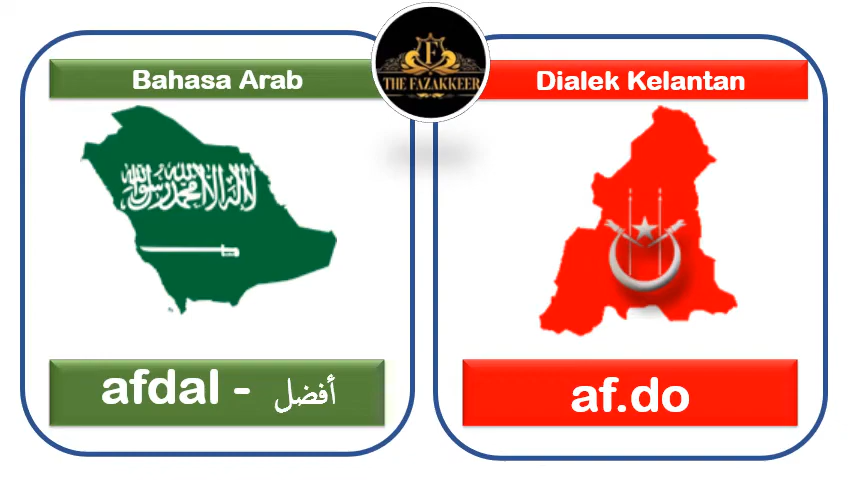 Bahasa Arab
afdal - أفضل
F
THE FAZAKKEER
Dialek Kelantan
af.do
لا إله إلا الله محمد رسول الله